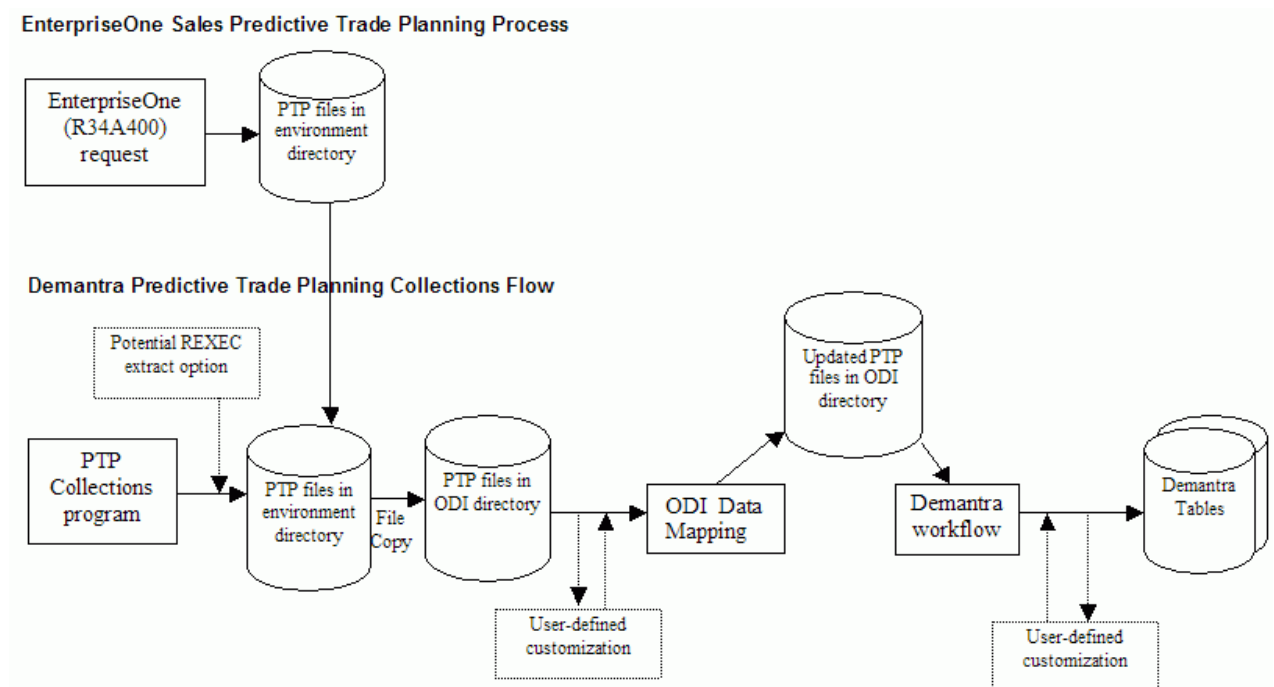 EnterpriseOne Sales Predictive Trade Planning Process
EnterpriseOne
(R34A400)
request
PTP files in
environment
directory
Demantra Predictive Trade Planning Collections Flow
Potential REXEC
extract option
PTP
Collections
program
PTP files in
environment
directory
File
Copy
PTP files in
ODI directory
User-defined
customization
ODI Data
Mapping
Updated PTP
files in ODI
directory
Demantra
workflow
User-defined
customization
Demantra
Tables